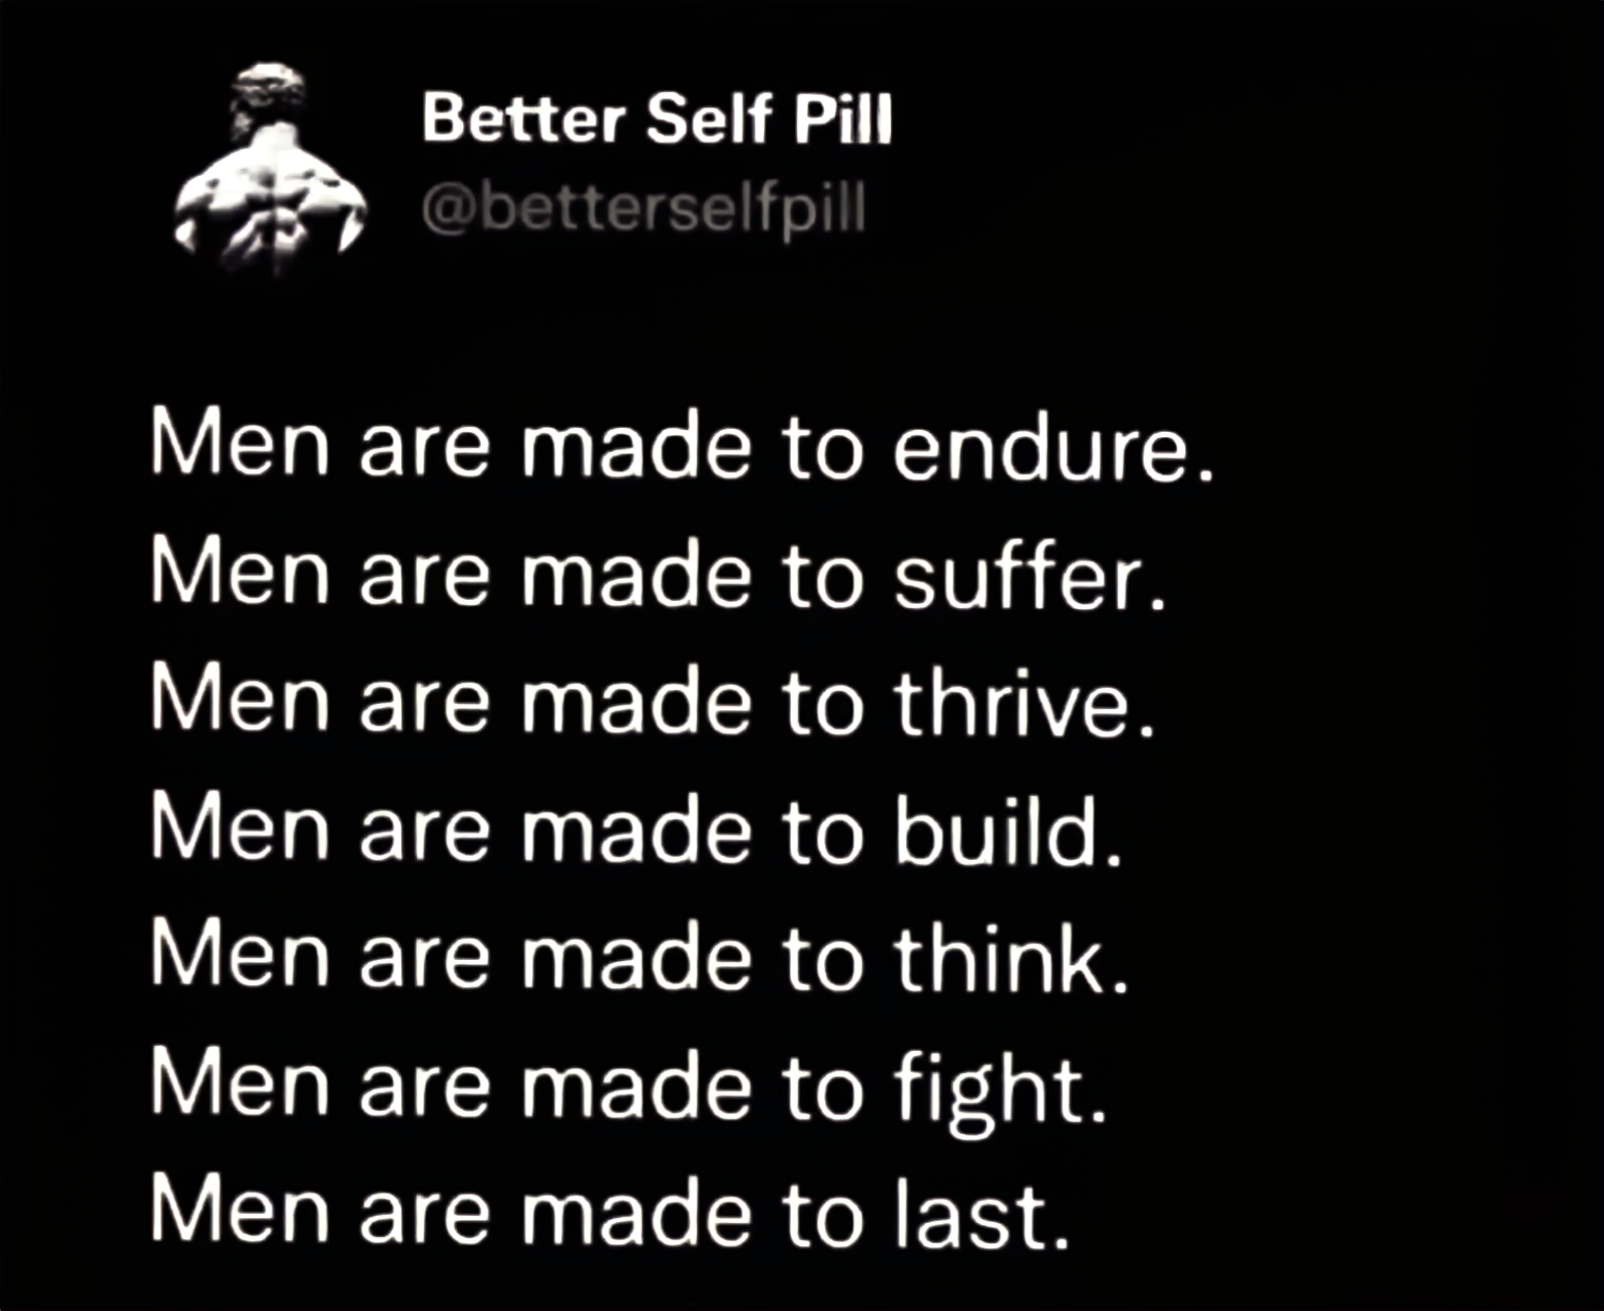 Better Self Pill
@betterselfpill
Men are made to endure.
Men are made to suffer.
Men are made to thrive.
Men are made to build.
Men are made to think.
Men are made to fight.
Men are made to last.